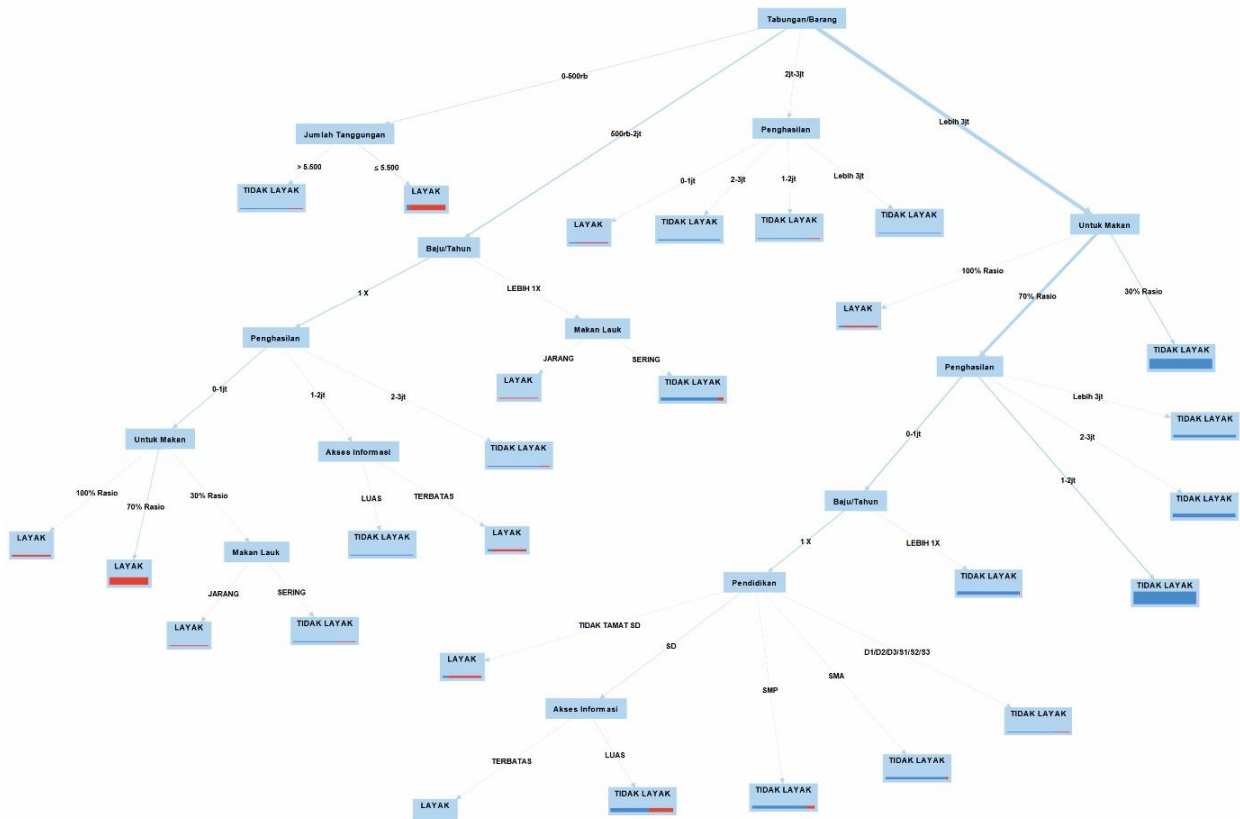 Tabungan/Barang
0-500rb
2jt-3jt
500rb-2jt
Lebih 3jt
Jumlah Tanggungan
Penghasilan
> 5.500
≤ 5.500
TIDAK LAYAK
LAYAK
0-1jt
2-3jt
1-2jt
Lebih 3jt
LAYAK
TIDAK LAYAK
TIDAK LAYAK
TIDAK LAYAK
Untuk Makan
Baju/Tahun
100% Rasio
70% Rasio
30% Rasio
1 X
LEBIH 1X
LAYAK
Penghasilan
Makan Lauk
TIDAK LAYAK
JARANG
SERING
Penghasilan
LAYAK
TIDAK LAYAK
0-1jt
1-2jt
2-3jt
Lebih 3jt
TIDAK LAYAK
0-1jt
2-3jt
1-2jt
TIDAK LAYAK
Untuk Makan
Akses Informasi
TIDAK LAYAK
100% Rasio
70% Rasio
30% Rasio
LUAS
TERBATAS
Baju/Tahun
LAYAK
LAYAK
Makan Lauk
TIDAK LAYAK
LAYAK
1 X
LEBIH 1X
JARANG
SERING
Pendidikan
TIDAK LAYAK
TIDAK LAYAK
LAYAK
TIDAK LAYAK
TIDAK TAMAT SD
SD
SMP
SMA
D1/D2/D3/S1/S2/S3
LAYAK
Akses Informasi
TIDAK LAYAK
TERBATAS
LUAS
TIDAK LAYAK
LAYAK
TIDAK LAYAK
TIDAK LAYAK